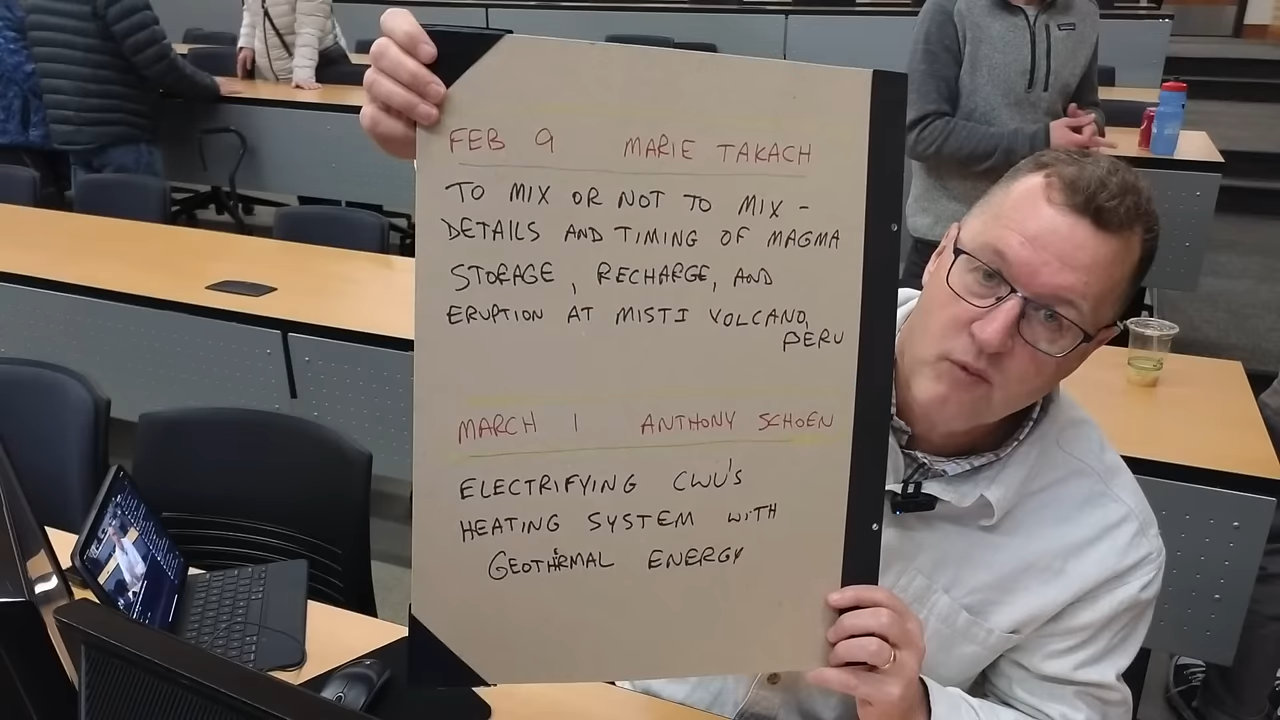 FEB 9 MARIE TAKACH
TO MIX OR NOT TO MIX -
DETAILS AND TIMING OF MAGMA
STORAGE, RECHARGE, AND
ERUPTION AT MISTI VOLCANO,
PERU
MARCH 1 ANTHONY SCHOEN
ELECTRIFYING CWU'S
HEATING SYSTEM WITH
GEOTHERMAL ENERGY